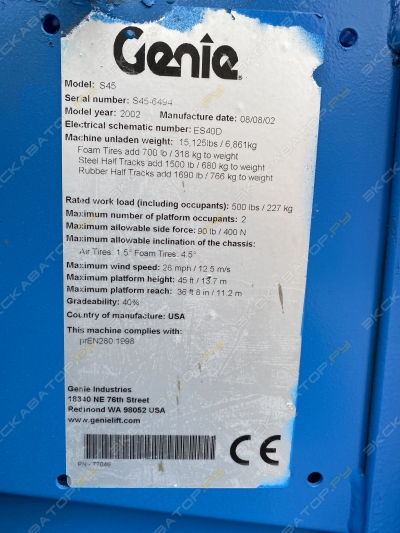 Genie
Model: S45
Serial number: S45-6494
Model year: 2002 Manufacture date: 08/08/02
Electrical schematic number: ES40D
Machine unladen weight: 15,125lbs / 6,861kg
Foam Tires add 700 lb / 318 kg to weight
Steel Half Tracks add 1500 lb / 680 kg to weight
Rubber Half Tracks add 1690 lb / 766 kg to weight
Rated work load (including occupants): 500 lbs / 227 kg
Maximum number of platform occupants: 2
Maximum allowable side force: 90 lb / 400 N
Maximum allowable inclination of the chassis:
Air Tires: 1.5° Foam Tires: 4.5°
Maximum wind speed: 28 mph / 12.5 m/s
Maximum platform height: 45 ft / 13.7 m
Maximum platform reach: 36 ft 8 in / 11.2 m
Gradeability: 40%
Country of manufacture: USA
This machine complies with:
prEN280:1998
Genie Industries
18340 NE 76th Street
Redmond WA 98052 USA
www.genielift.com
PN - 77046
CE
ЭКСКАВАТОР.РУ